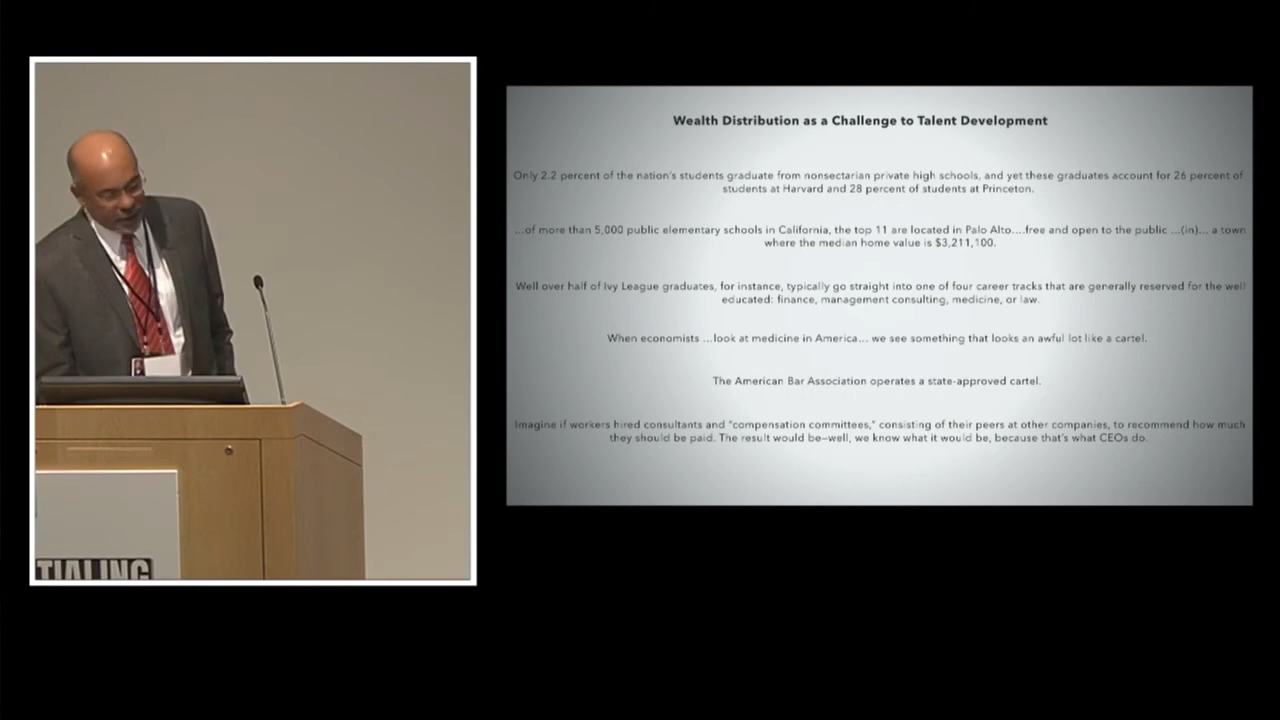 Wealth Distribution as a Challenge to Talent Development
Only 2.2 percent of the nation's students graduate from nonsectarian private high schools, and yet these graduates account for 26 percent of
students at Harvard and 28 percent of students at Princeton.
...of more than 5,000 public elementary schools in California, the top 11 are located in Palo Alto....free and open to the public ...(in)... a town
where the median home value is $3,211,100.
Well over half of Ivy League graduates, for instance, typically go straight into one of four career tracks that are generally reserved for the well
educated: finance, management consulting, medicine, or law.
When economists ...look at medicine in America... we see something that looks an awful lot like a cartel.
The American Bar Association operates a state-approved cartel.
Imagine if workers hired consultants and "compensation committees," consisting of their peers at other companies, to recommend how much
they should be paid. The result would be—well, we know what it would be, because that's what CEOs do.
TIALING